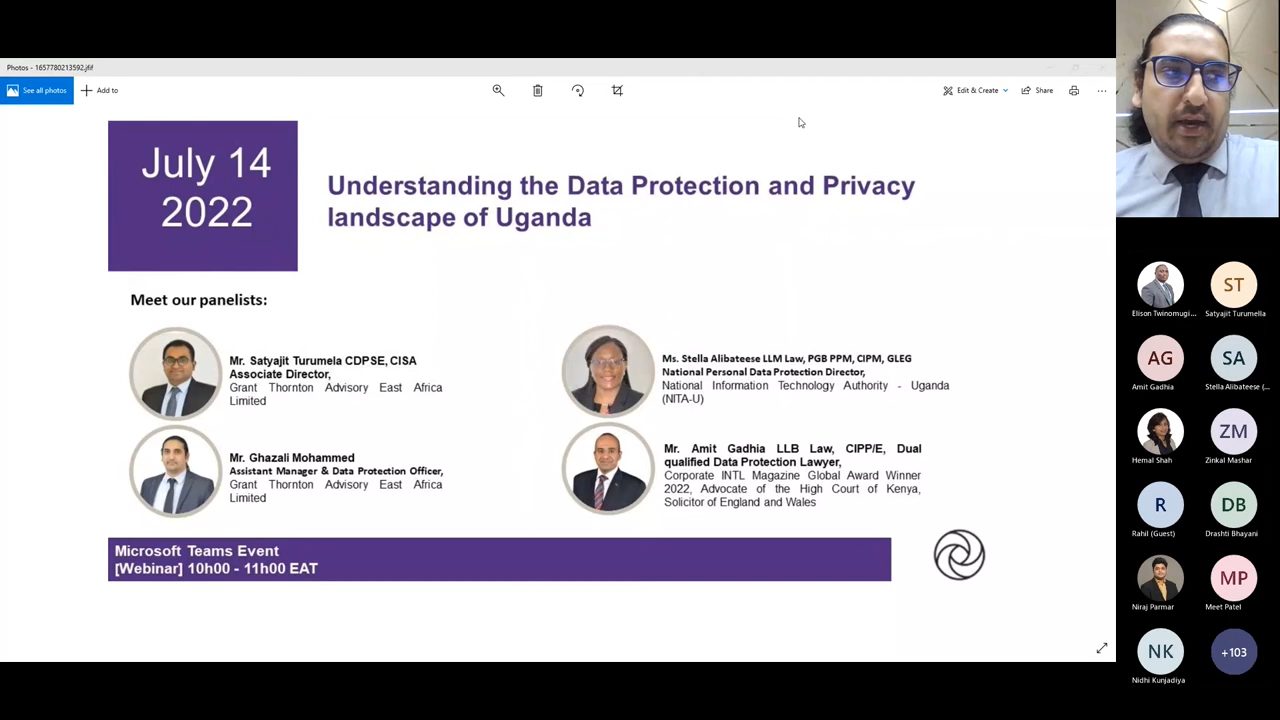 Photos - 1657780213592.jfif
See all photos
Add to
Edit & Create
Share
July 14
2022
Understanding the Data Protection and Privacy
landscape of Uganda
Meet our panelists:
Mr. Satyajit Turumela CDPSE, CISA
Associate Director,
Grant Thornton Advisory East Africa
Limited
Ms. Stella Alibateese LLM Law, PGB PPM, CIPM, GLEG
National Personal Data Protection Director,
National Information Technology Authority - Uganda
(NITA-U)
Mr. Ghazali Mohammed
Assistant Manager & Data Protection Officer,
Grant Thornton Advisory East Africa
Limited
Mr. Amit Gadhia LLB Law, CIPP/E, Dual
qualified Data Protection Lawyer,
Corporate INTL Magazine Global Award Winner
2022, Advocate of the High Court of Kenya,
Solicitor of England and Wales
Microsoft Teams Event
[Webinar] 10h00 - 11h00 EAT
Elison Twinomugi...
ST
Satyajit Turumella
AG
Amit Gadhia
SA
Stella Alibateese (...
Hemal Shah
ZM
Zinkal Mashar
R
Rahil (Guest)
DB
Drashti Bhayani
Niraj Parmar
MP
Meet Patel
NK
Nidhi Kunjadiya
+103